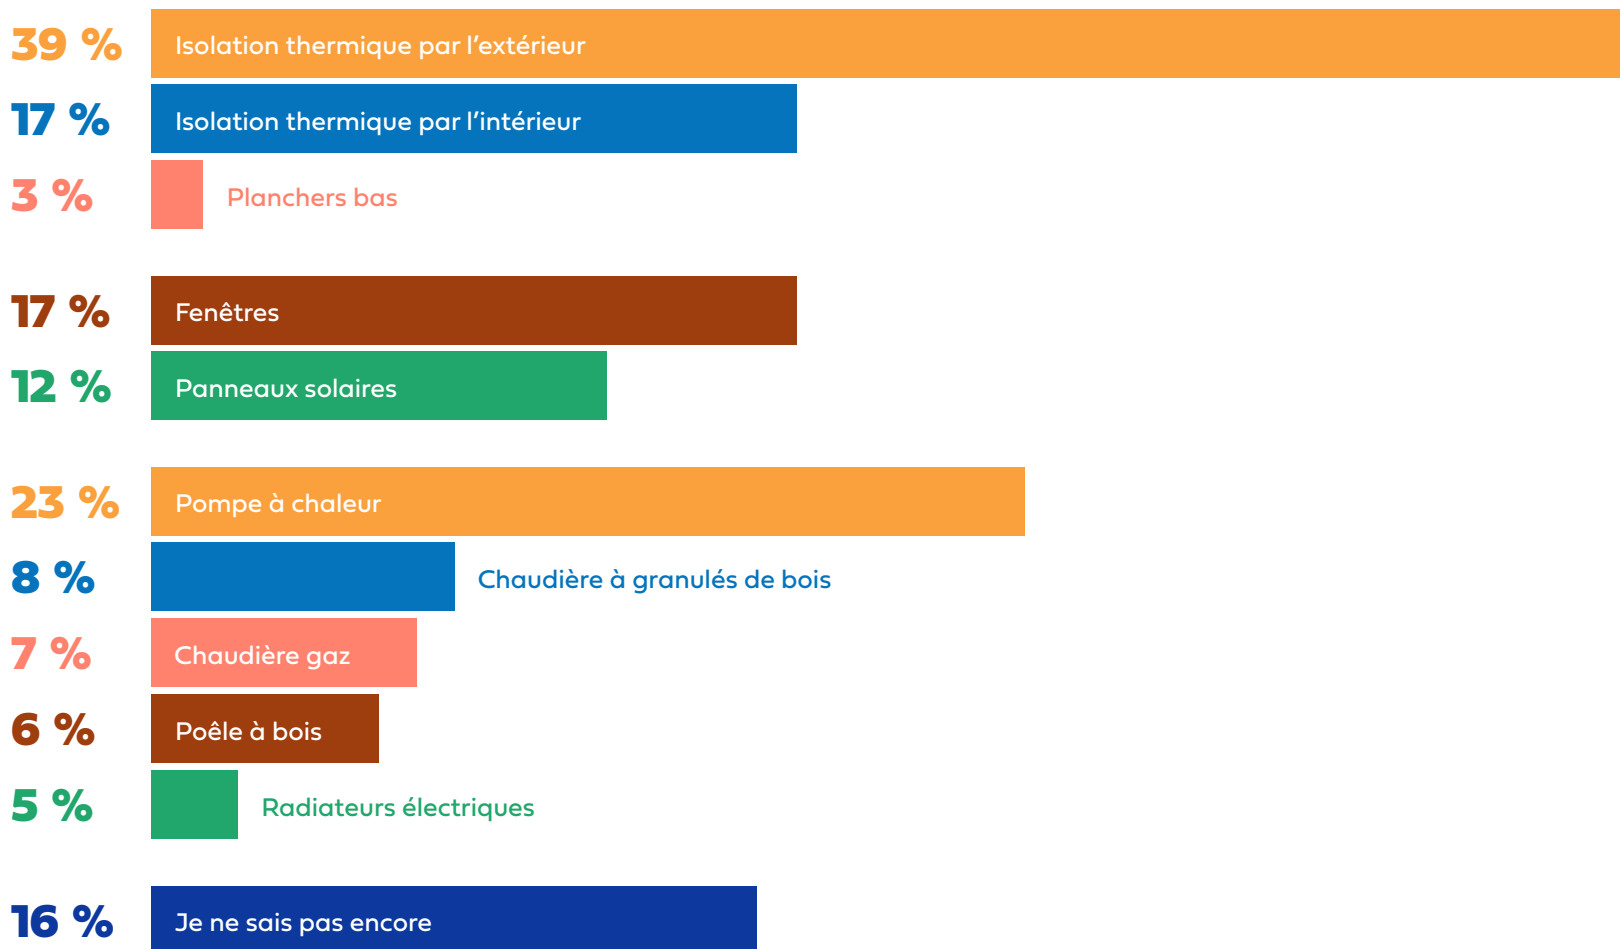 39 % Isolation thermique par l’extérieur
17 % Isolation thermique par l’intérieur
3 % Planchers bas
17 % Fenêtres
12 % Panneaux solaires
23 % Pompe à chaleur
8 % Chaudière à granulés de bois
7 % Chaudière gaz
6 % Poêle à bois
5 % Radiateurs électriques
16 % Je ne sais pas encore